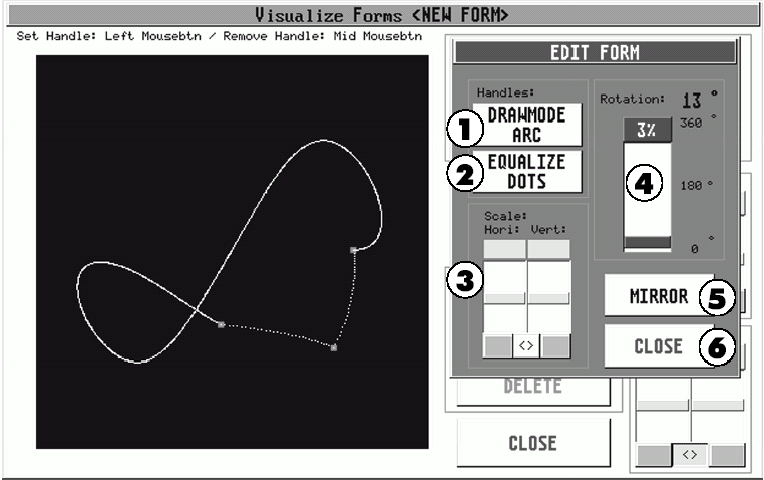 Visualize Forms <NEW FORM>
Set Handle: Left Mousebtn / Remove Handle: Mid Mousebtn
EDIT FORM
Handles:
1 DRAWMODE
ARC
2 EQUALIZE
DOTS
Rotation: 13 °
3% 360 °
4 180 °
0 °
Scale:
Hori: Vert:
3
<>
MIRROR 5
CLOSE 6
DELETE
CLOSE
<>